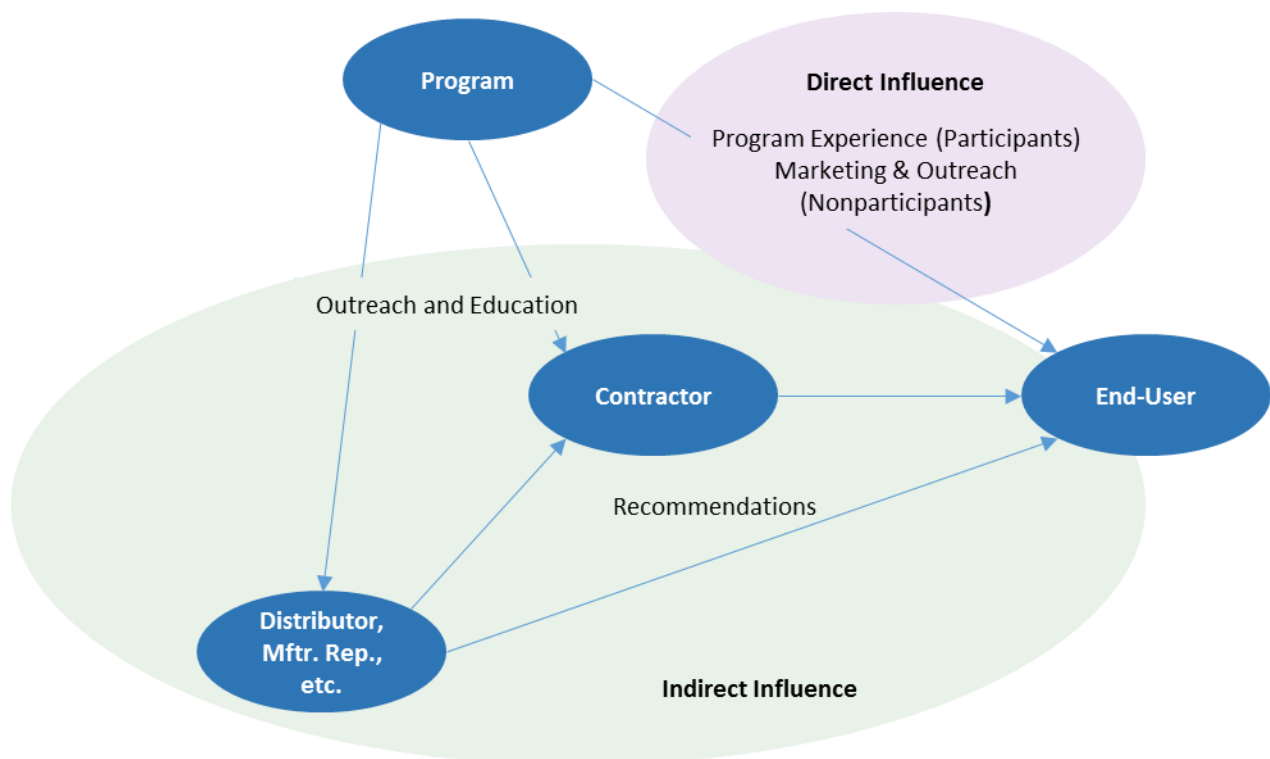 Program
Direct Influence
Program Experience (Participants)
Marketing & Outreach
(Nonparticipants)
Outreach and Education
Contractor
End-User
Recommendations
Distributor,
Mftr. Rep.,
etc.
Indirect Influence